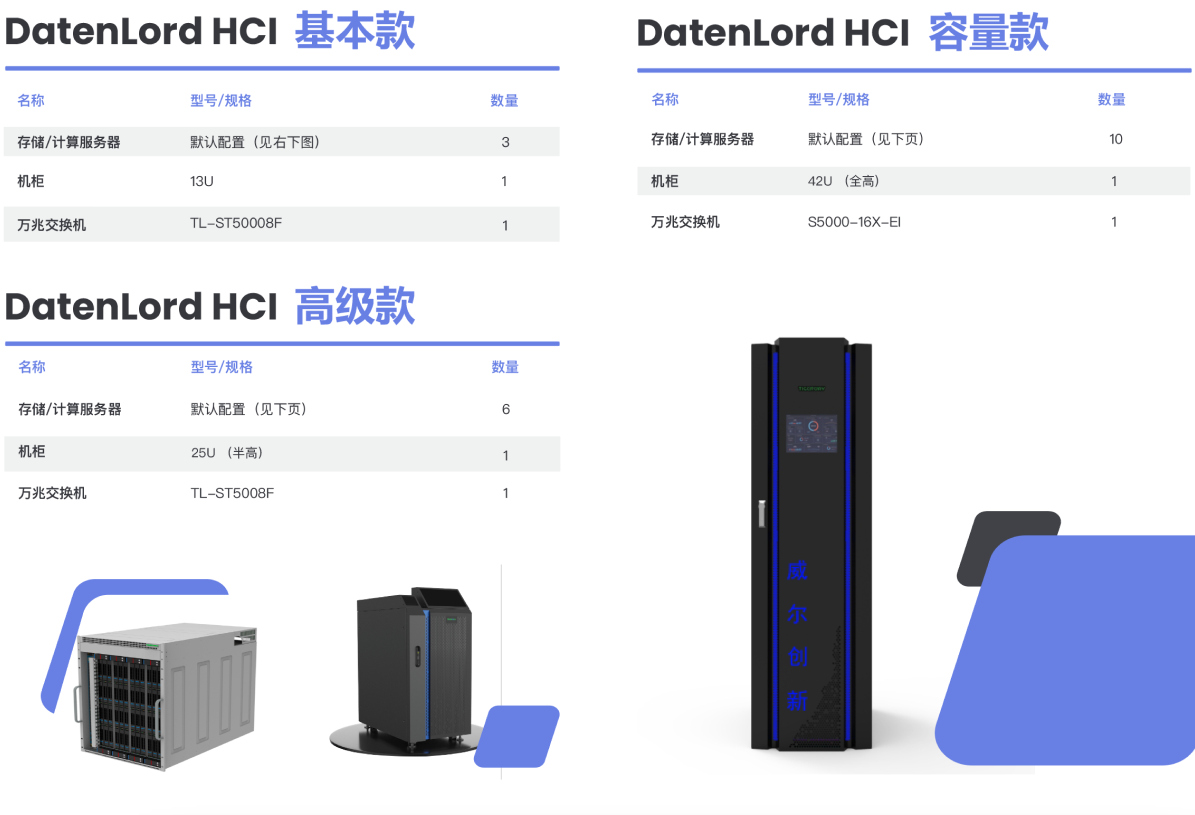 DatenLord HCI 基本款
名称 型号/规格 数量
存储/计算服务器 默认配置（见右下图） 3
机柜 13U 1
万兆交换机 TL-ST50008F 1
DatenLord HCI 高级款
名称 型号/规格 数量
存储/计算服务器 默认配置（见下页） 6
机柜 25U （半高） 1
万兆交换机 TL-ST5008F 1
DatenLord HCI 容量款
名称 型号/规格 数量
存储/计算服务器 默认配置（见下页） 10
机柜 42U （全高） 1
万兆交换机 S5000-16X-EI 1
威
尔
创
新